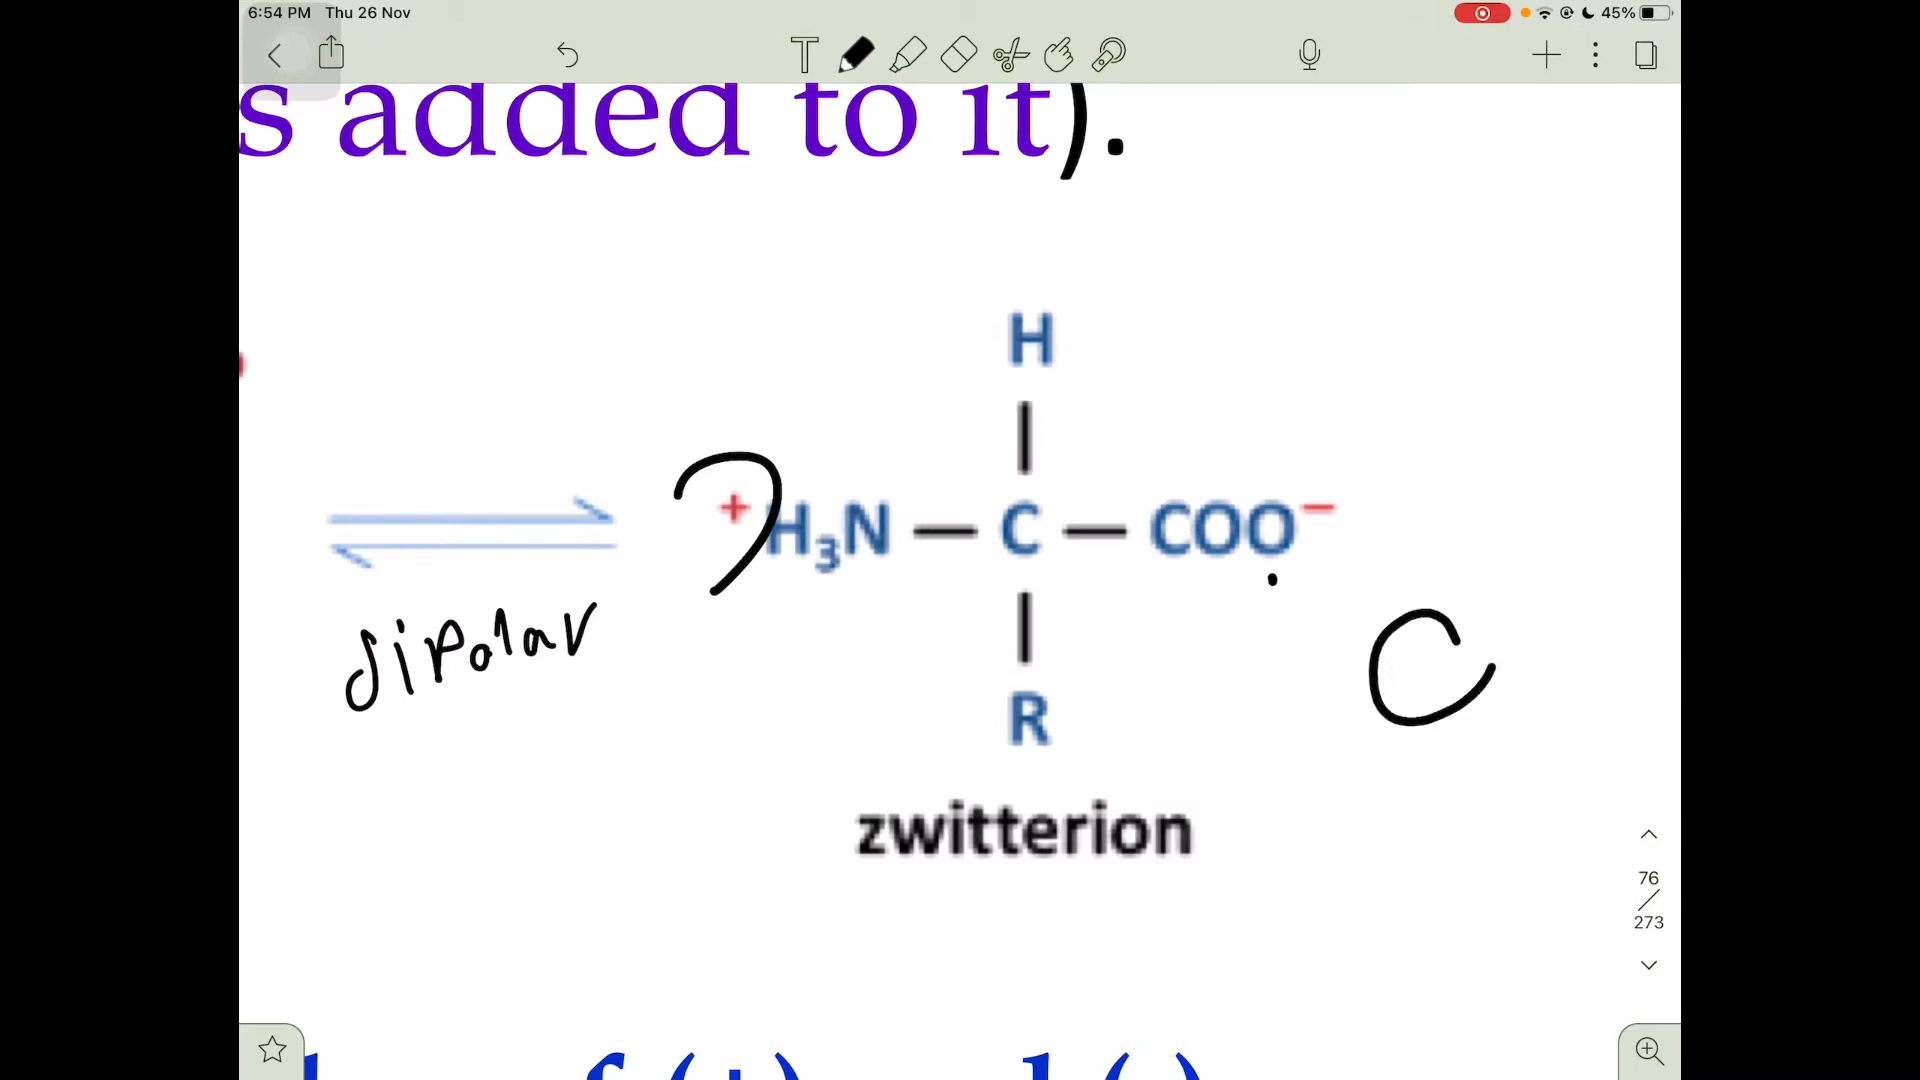 6:54 PM Thu 26 Nov
45%
T
s added to it).
H
+ H₃N — C — COO⁻
dipolar
C
R
zwitterion
76
273